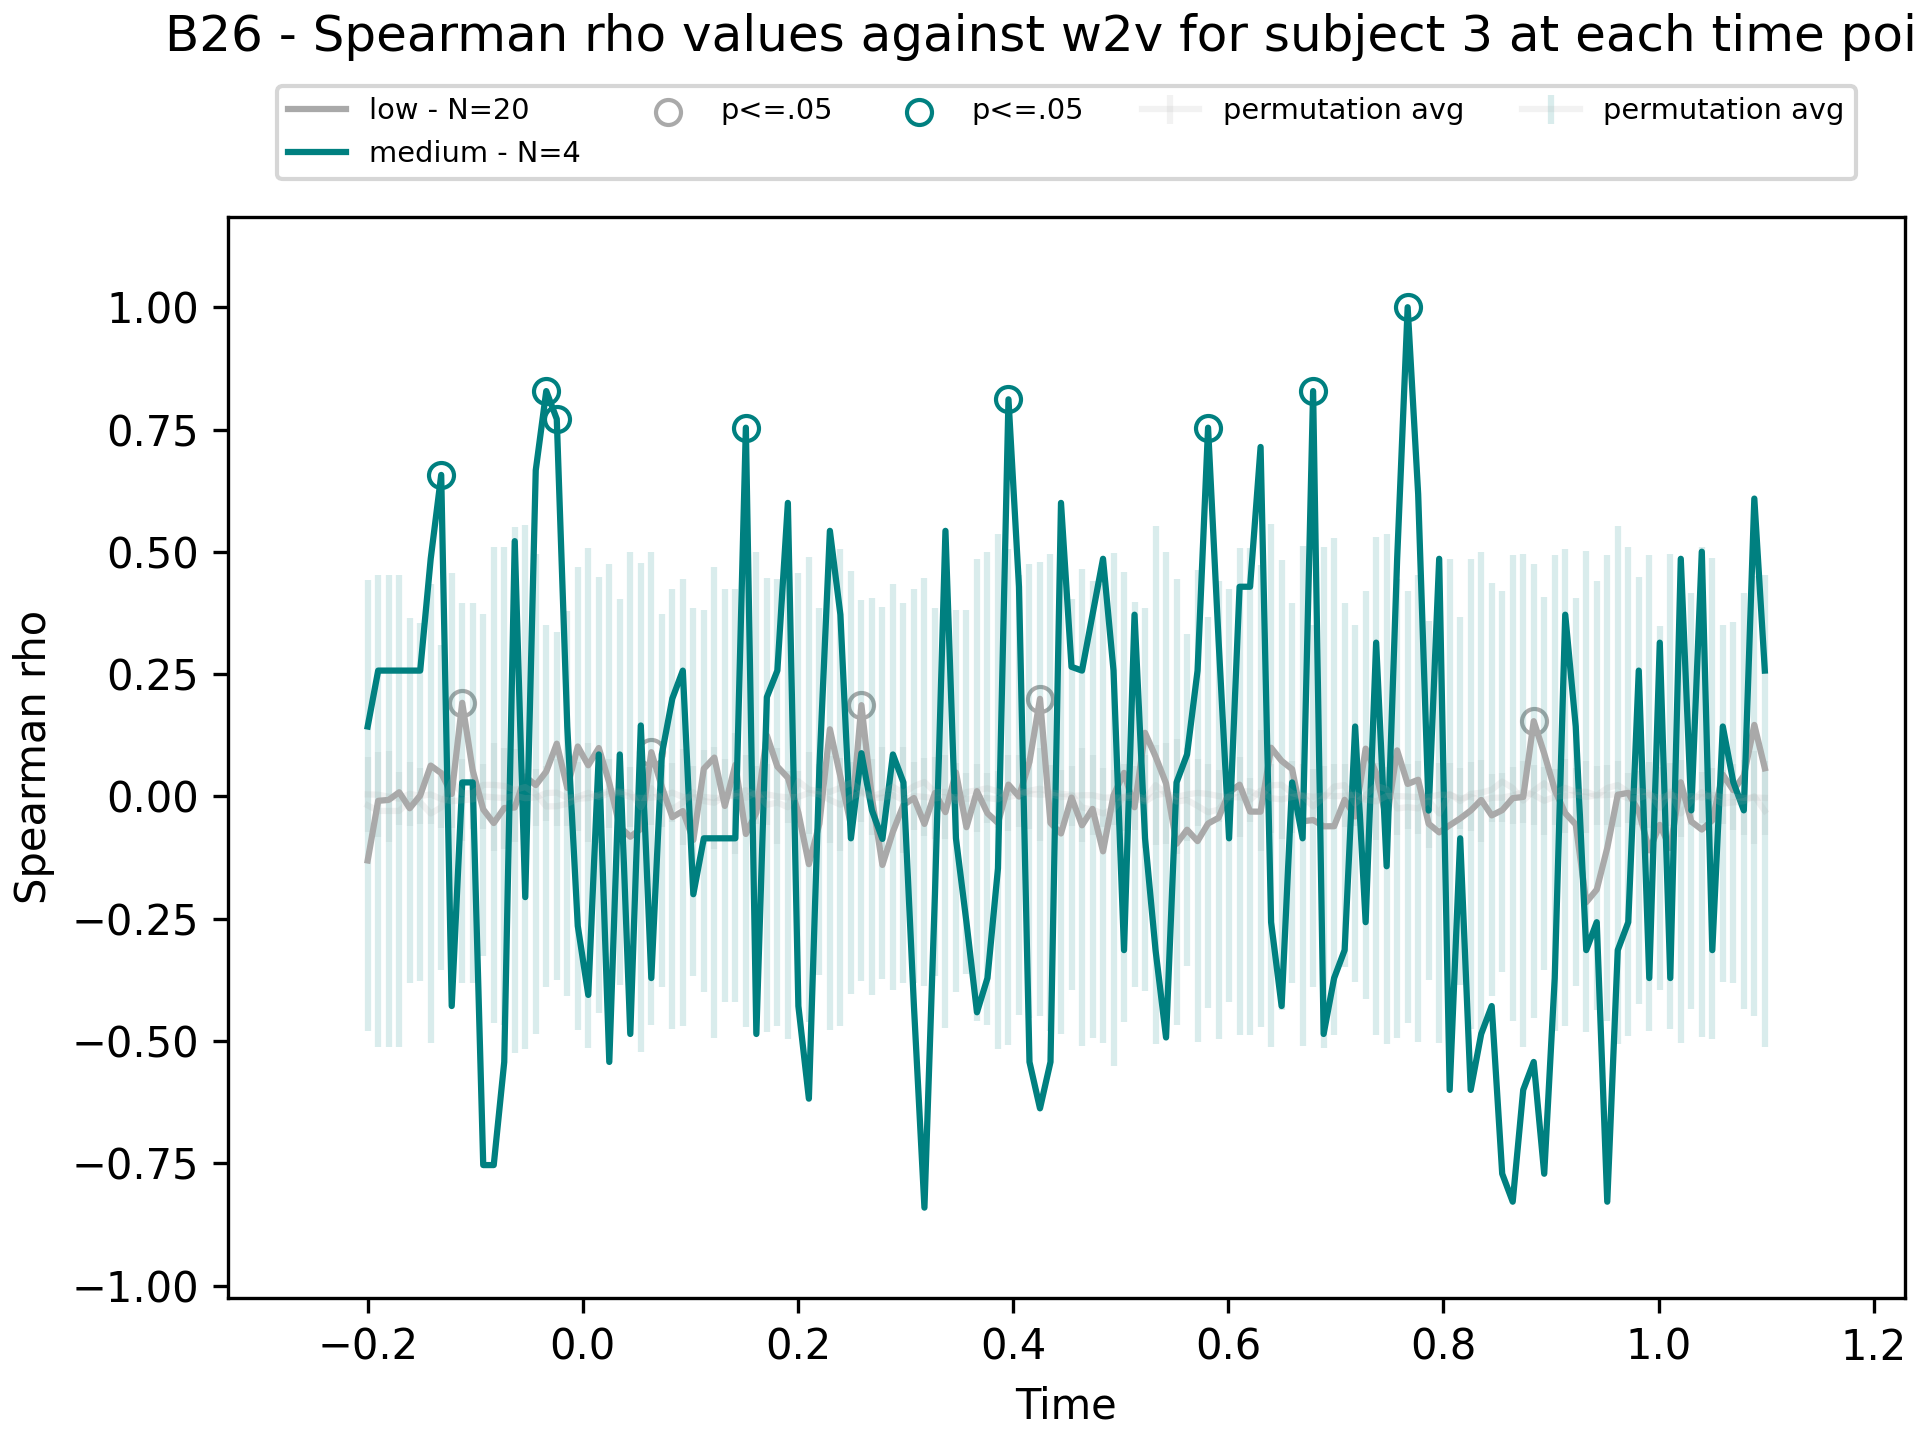 B26 - Spearman rho values against w2v for subject 3 at each time poi
low - N=20
medium - N=4
p<=.05
p<=.05
permutation avg
permutation avg
Spearman rho
1.00
0.75
0.50
0.25
0.00
−0.25
−0.50
−0.75
−1.00
−0.2
0.0
0.2
0.4
0.6
0.8
1.0
1.2
Time